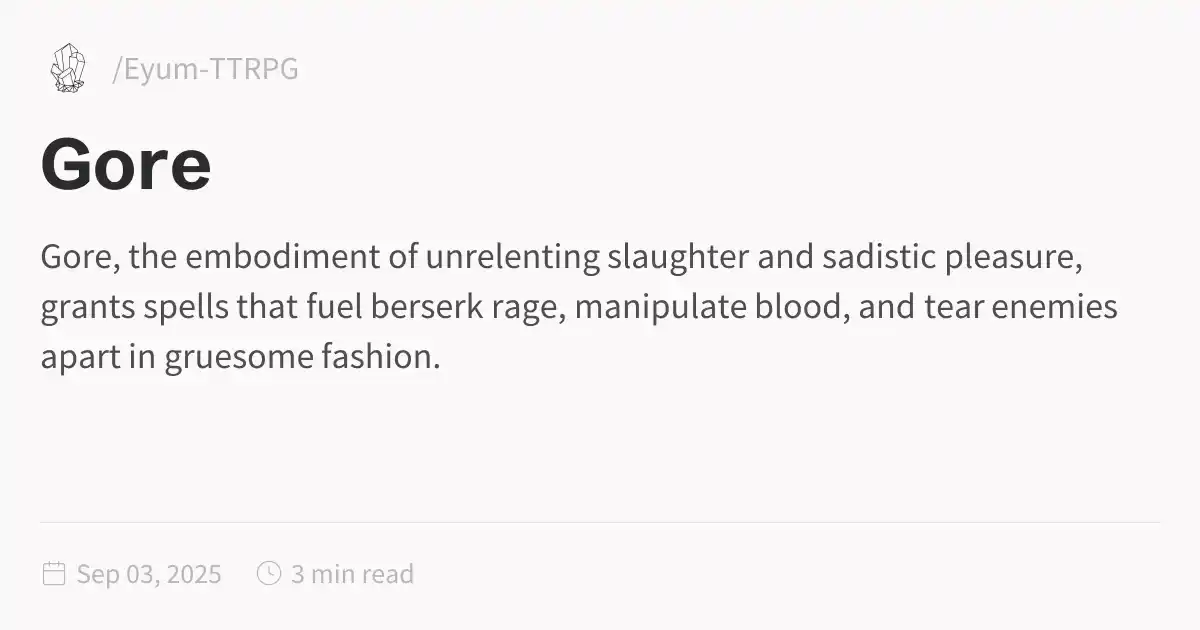 /Eyum-TTRPG
Gore
Gore, the embodiment of unrelenting slaughter and sadistic pleasure,
grants spells that fuel berserk rage, manipulate blood, and tear enemies
apart in gruesome fashion.
Sep 03, 2025 3 min read